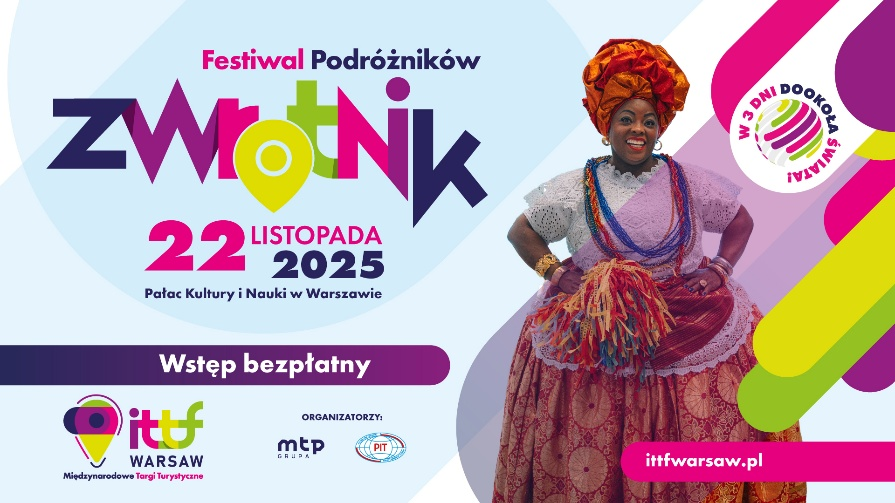 Festiwal Podróżników
zwrotnik
22 LISTOPADA
2025
Pałac Kultury i Nauki w Warszawie
Wstęp bezpłatny
ittf
WARSAW
Międzynarodowe Targi Turystyczne
ORGANIZATORZY:
mtp
GRUPA
PIT
W 3 DNI DOOKOŁA ŚWIATA!
ittfwarsaw.pl